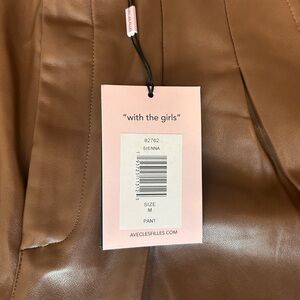 "with the girls"
82762
SIENNA
SIZE
M
PANT
AVECLESFILLES.COM